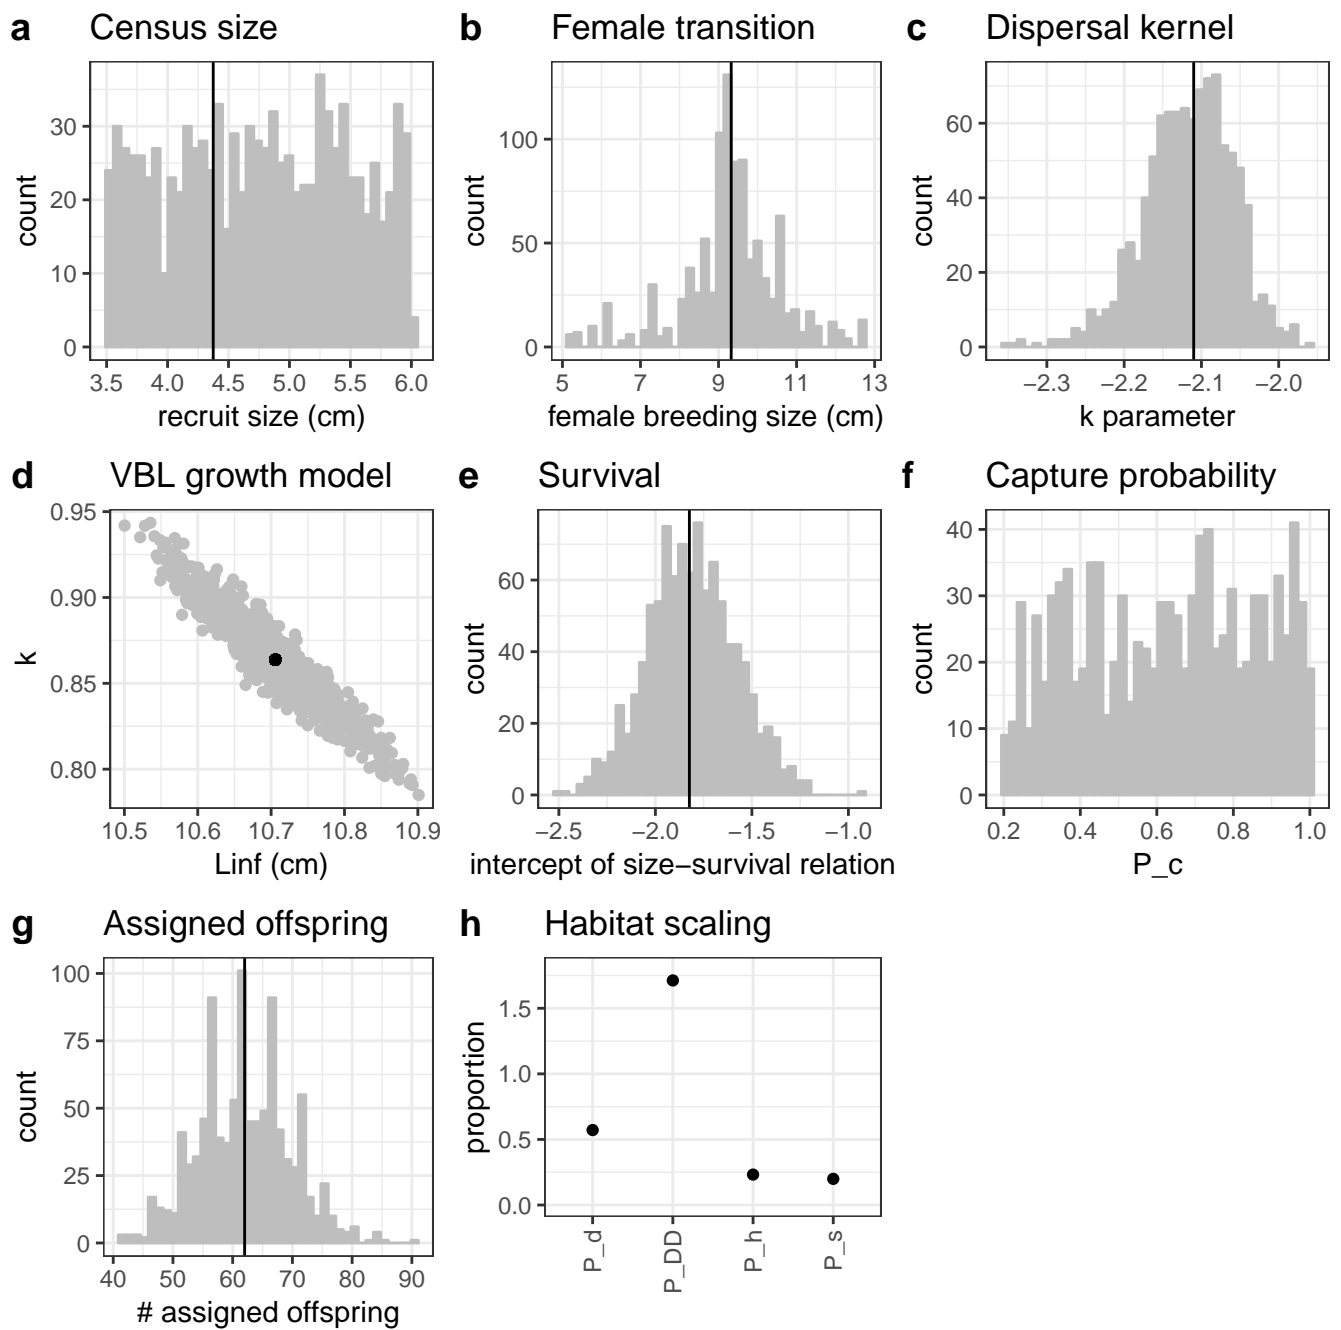 a Census size
count
30
20
10
0
3.5 4.0 4.5 5.0 5.5 6.0
recruit size (cm)
b Female transition
count
100
50
0
5 7 9 11 13
female breeding size (cm)
c Dispersal kernel
count
60
40
20
0
−2.3 −2.2 −2.1 −2.0
k parameter
d VBL growth model
k
0.95
0.90
0.85
0.80
10.5 10.6 10.7 10.8 10.9
Linf (cm)
e Survival
count
60
40
20
0
−2.5 −2.0 −1.5 −1.0
intercept of size−survival relation
f Capture probability
count
40
30
20
10
0
0.2 0.4 0.6 0.8 1.0
P_c
g Assigned offspring
count
100
75
50
25
0
40 50 60 70 80 90
# assigned offspring
h Habitat scaling
proportion
1.5
1.0
0.5
0.0
P_d P_DD P_h P_s